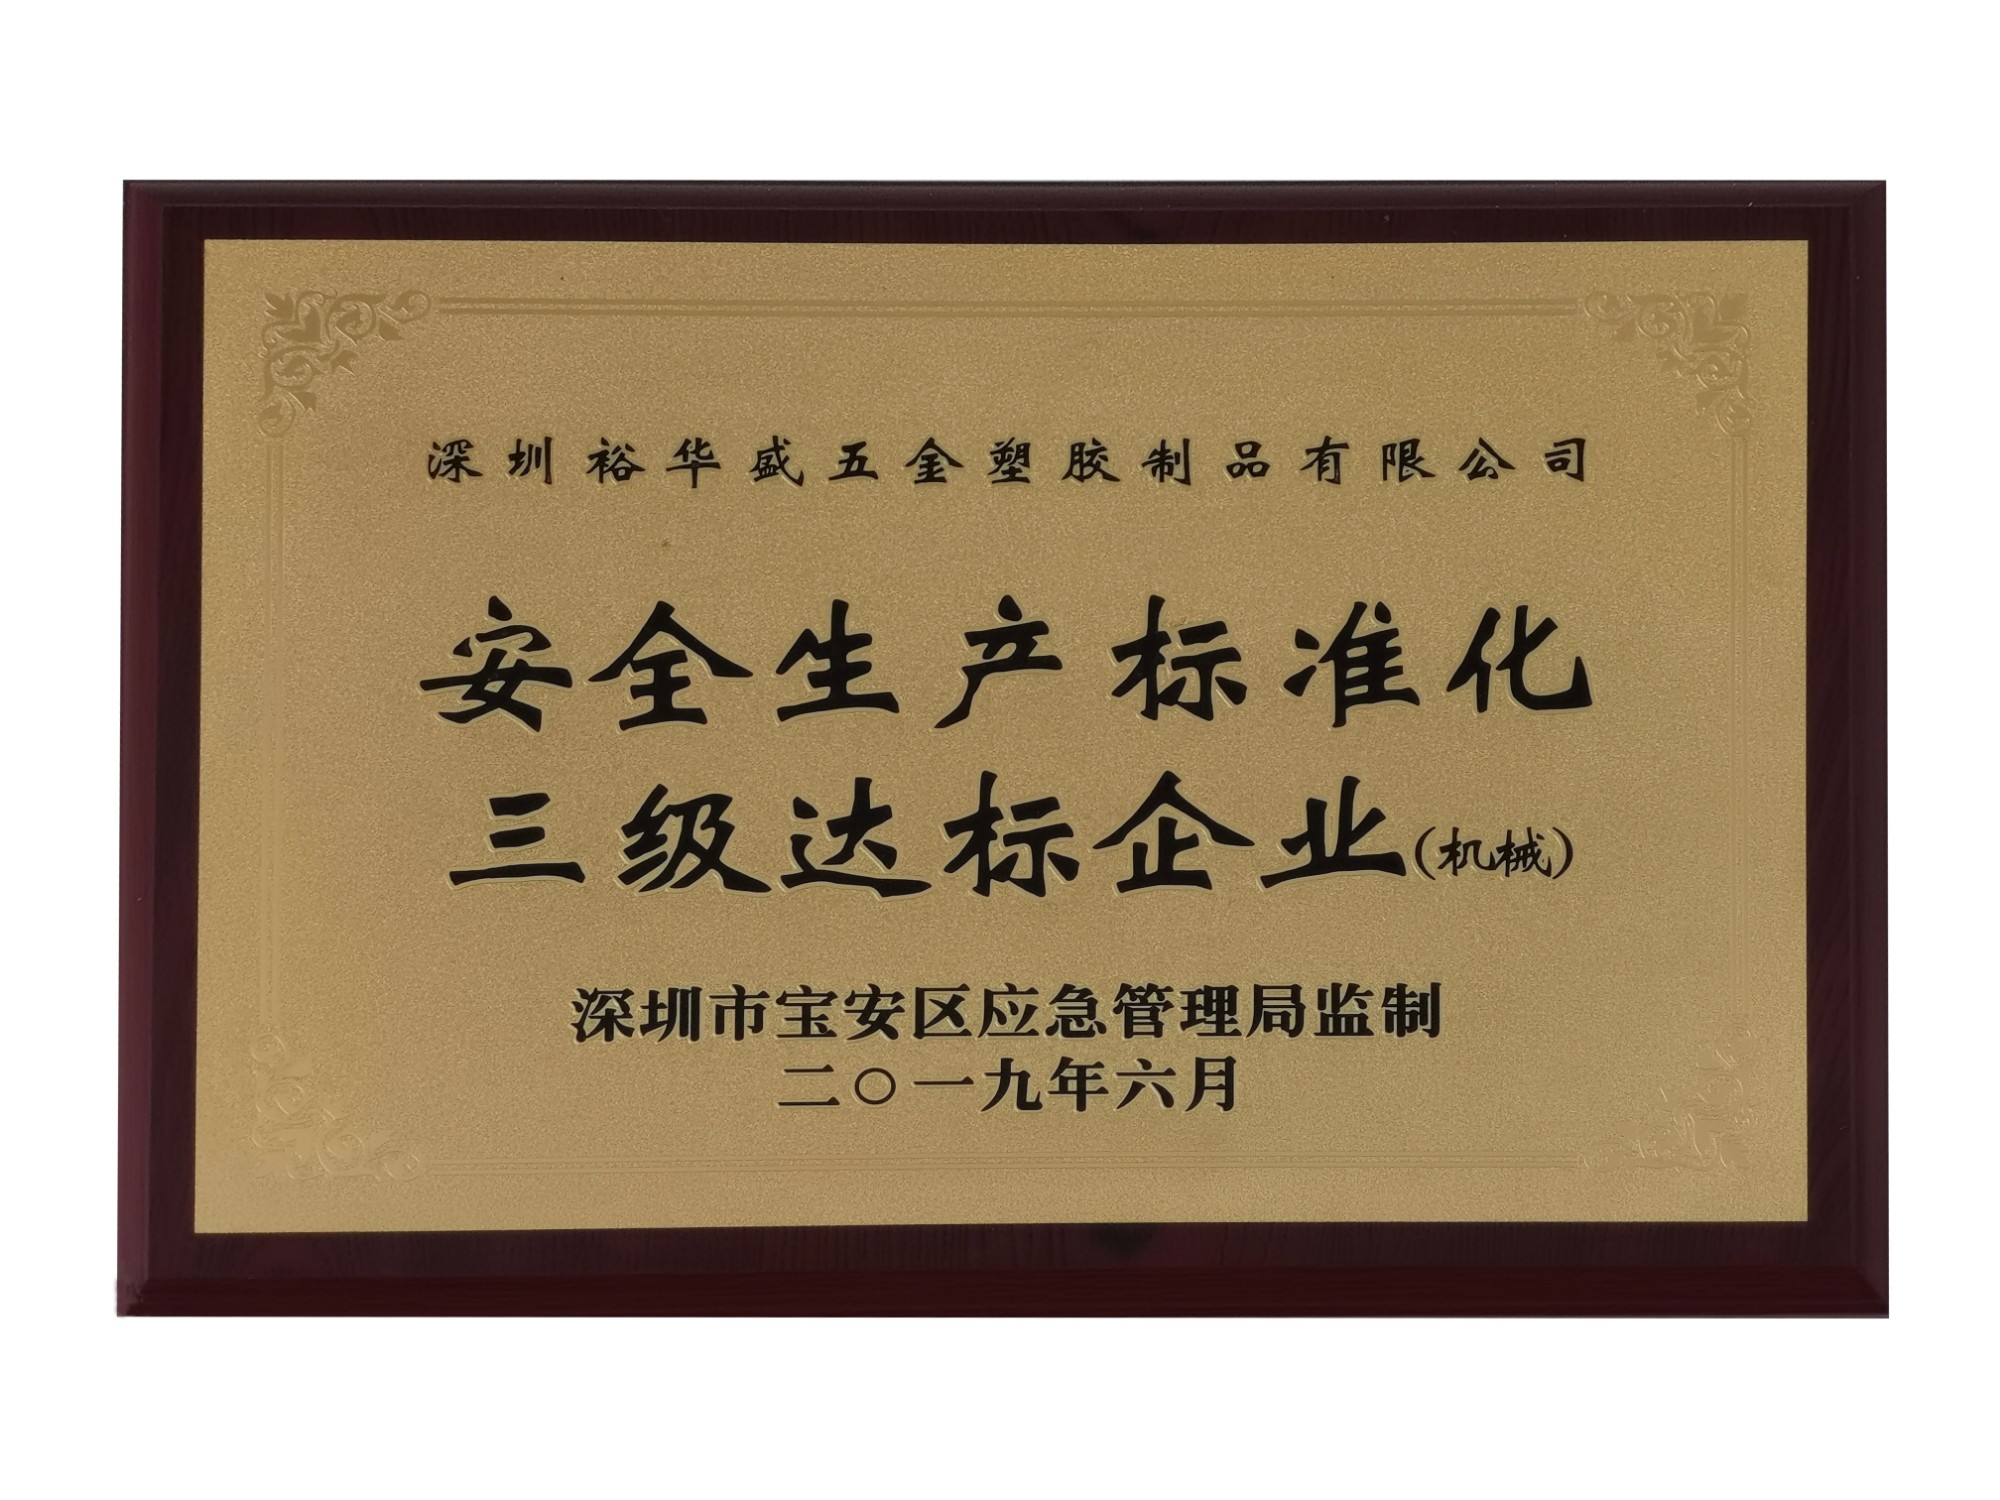 深圳裕华盛五金塑胶制品有限公司
安全生产标准化
三级达标企业(机械)
深圳市宝安区应急管理局监制
二〇一九年六月